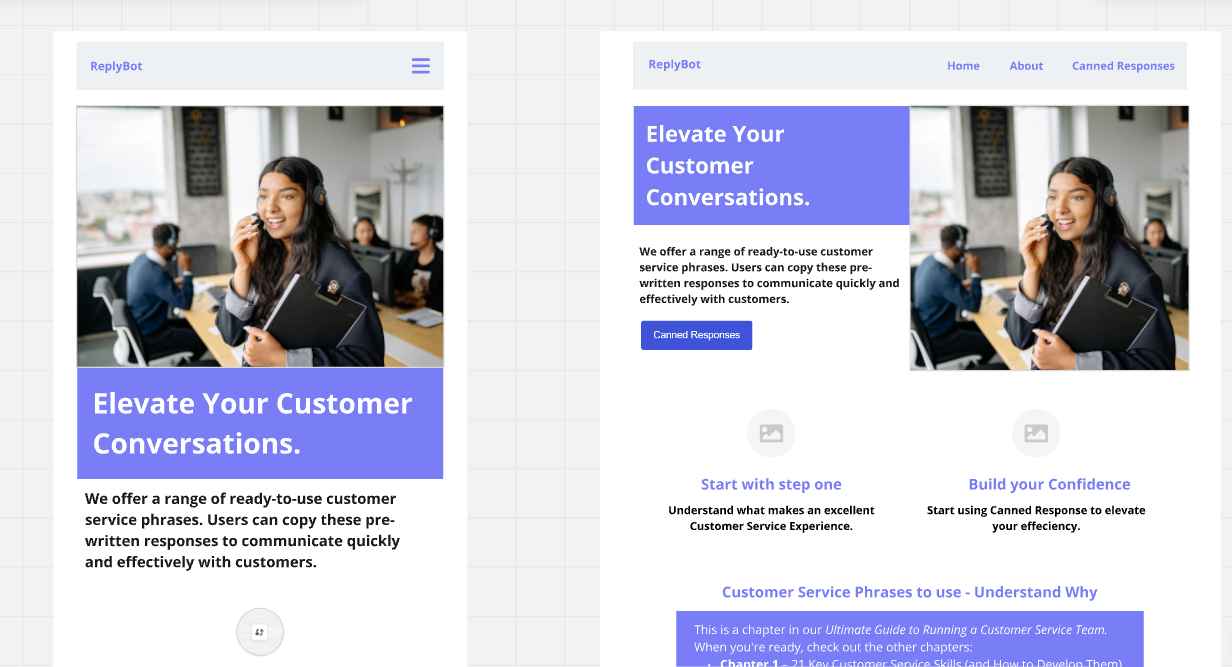 ReplyBot
Elevate Your Customer
Conversations.
We offer a range of ready-to-use customer
service phrases. Users can copy these pre-
written responses to communicate quickly
and effectively with customers.
ReplyBot
Home About Canned Responses
Elevate Your
Customer
Conversations.
We offer a range of ready-to-use customer
service phrases. Users can copy these pre-
written responses to communicate quickly and
effectively with customers.
Canned Responses
Start with step one
Understand what makes an excellent
Customer Service Experience.
Build your Confidence
Start using Canned Response to elevate
your effeciency.
Customer Service Phrases to use - Understand Why
This is a chapter in our Ultimate Guide to Running a Customer Service Team.
When you're ready, check out the other chapters:
• Chapter 1 – 21 Key Customer Service Skills (and How to Develop Them)